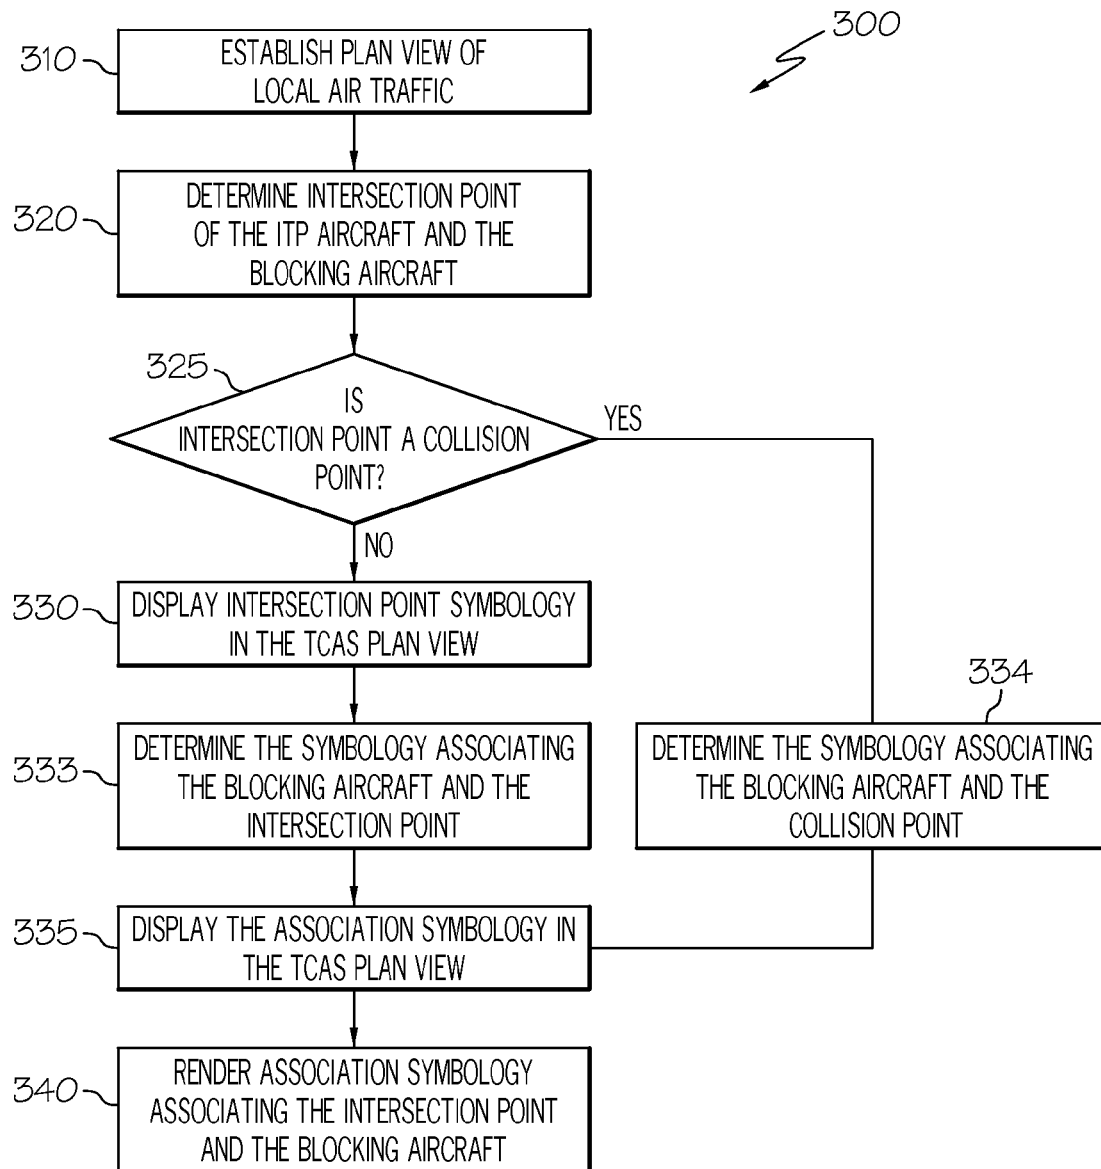 300
310
ESTABLISH PLAN VIEW OF
LOCAL AIR TRAFFIC
320
DETERMINE INTERSECTION POINT
OF THE ITP AIRCRAFT AND THE
BLOCKING AIRCRAFT
325
IS
INTERSECTION POINT A COLLISION
POINT?
YES
NO
330
DISPLAY INTERSECTION POINT SYMBOLOGY
IN THE TCAS PLAN VIEW
333
DETERMINE THE SYMBOLOGY ASSOCIATING
THE BLOCKING AIRCRAFT AND THE
INTERSECTION POINT
334
DETERMINE THE SYMBOLOGY ASSOCIATING
THE BLOCKING AIRCRAFT AND THE
COLLISION POINT
335
DISPLAY THE ASSOCIATION SYMBOLOGY IN
THE TCAS PLAN VIEW
340
RENDER ASSOCIATION SYMBOLOGY
ASSOCIATING THE INTERSECTION POINT
AND THE BLOCKING AIRCRAFT